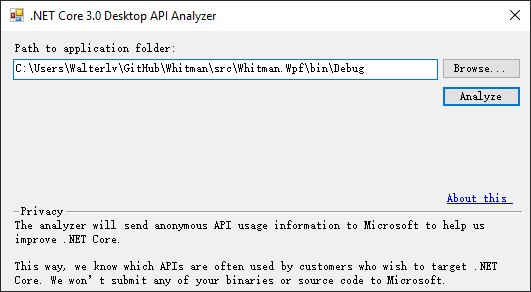 .NET Core 3.0 Desktop API Analyzer
Path to application folder:
C:\Users\Walterlv\GitHub\Whitman\src\Whitman.Wpf\bin\Debug
Browse...
Analyze
About this
Privacy
The analyzer will send anonymous API usage information to Microsoft to help us
improve .NET Core.
This way, we know which APIs are often used by customers who wish to target .NET
Core. We won't submit any of your binaries or source code to Microsoft.